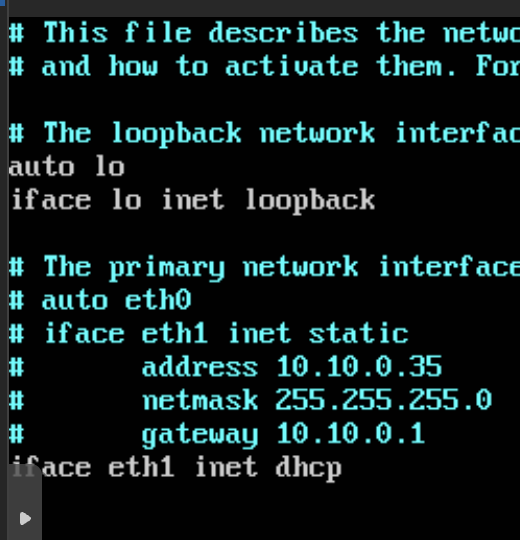 # This file describes the
# and how to activate them. For

# The loopback network
auto lo
iface lo inet loopback

# The primary network interface
# auto eth0
# iface eth1 inet static
#       address 10.10.0.35
#       netmask 255.255.255.0
#       gateway 10.10.0.1
iface eth1 inet dhcp